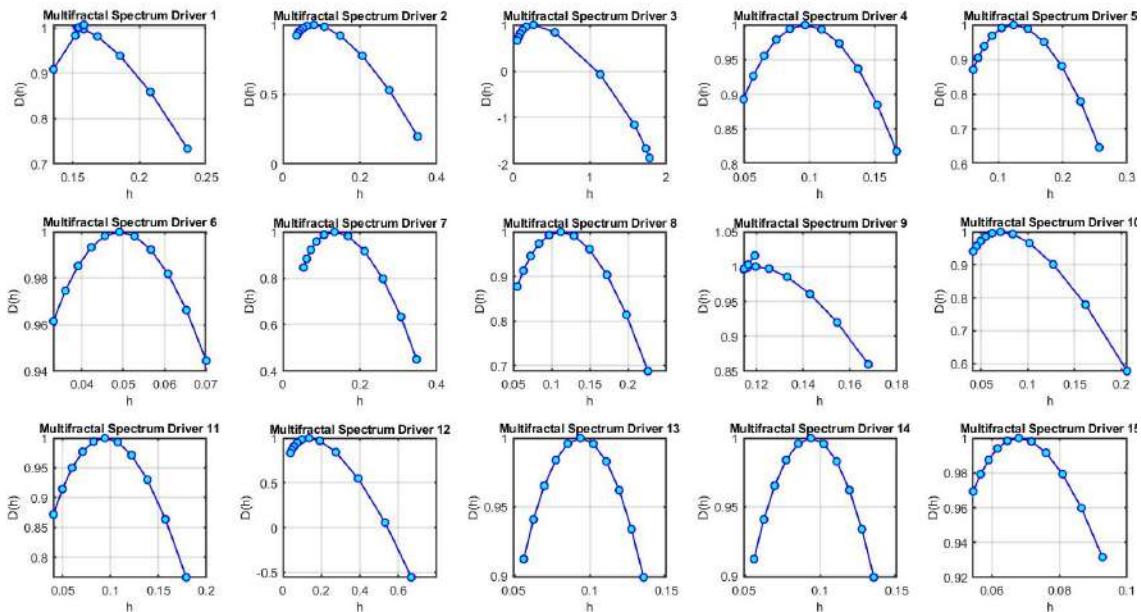 Multifractal Spectrum Driver 1
1
0.9
0.8
0.7
D(h)
0.15 0.2 0.25
h
Multifractal Spectrum Driver 2
1
0.5
0
D(h)
0 0.2 0.4
h
Multifractal Spectrum Driver 3
1
0
-1
-2
D(h)
0 1 2
h
Multifractal Spectrum Driver 4
1
0.95
0.9
0.85
0.8
D(h)
0.05 0.1 0.15
h
Multifractal Spectrum Driver 5
1
0.9
0.8
0.7
0.6
D(h)
0.1 0.2 0.3
h
Multifractal Spectrum Driver 6
1
0.98
0.96
0.94
D(h)
0.04 0.05 0.06 0.07
h
Multifractal Spectrum Driver 7
1
0.8
0.6
0.4
D(h)
0 0.2 0.4
h
Multifractal Spectrum Driver 8
1
0.9
0.8
0.7
D(h)
0.05 0.1 0.15 0.2
h
Multifractal Spectrum Driver 9
1.05
1
0.95
0.9
0.85
D(h)
0.12 0.14 0.16 0.18
h
Multifractal Spectrum Driver 10
1
0.9
0.8
0.7
0.6
D(h)
0.05 0.1 0.15 0.2
h
Multifractal Spectrum Driver 11
1
0.95
0.9
0.85
0.8
D(h)
0.05 0.1 0.15 0.2
h
Multifractal Spectrum Driver 12
1
0.5
0
-0.5
D(h)
0 0.2 0.4 0.6
h
Multifractal Spectrum Driver 13
1
0.95
0.9
D(h)
0.05 0.1 0.15
h
Multifractal Spectrum Driver 14
1
0.95
0.9
D(h)
0.05 0.1 0.15
h
Multifractal Spectrum Driver 15
1
0.98
0.96
0.94
0.92
D(h)
0.06 0.08 0.1
h